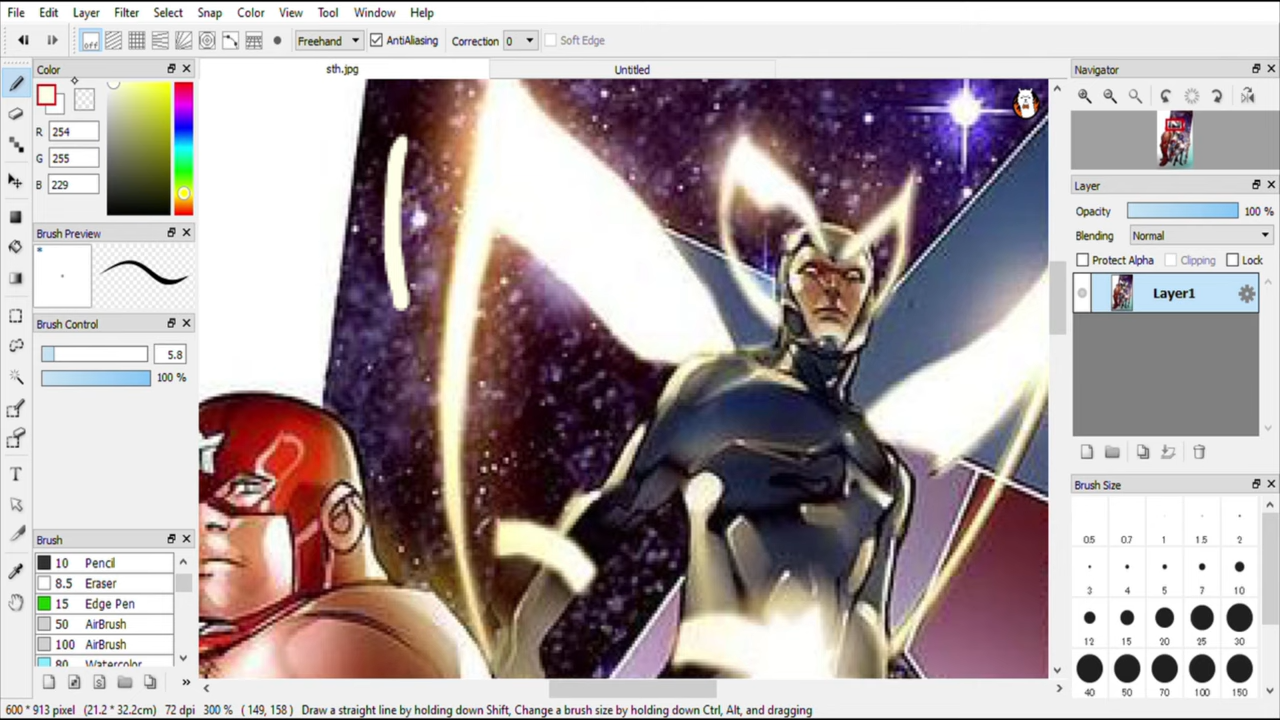 File Edit Layer Filter Select Snap Color View Tool Window Help
off Freehand AntiAliasing Correction 0 Soft Edge
Color
R 254
G 255
B 229
Brush Preview
Brush Control
5.8
100 %
Brush
10 Pencil
8.5 Eraser
15 Edge Pen
50 AirBrush
100 AirBrush
80 Watercolor
sth.jpg Untitled
Navigator
Layer
Opacity 100 %
Blending Normal
Protect Alpha Clipping Lock
Layer1
Brush Size
0.5 0.7 1 1.5 2
3 4 5 7 10
12 15 20 25 30
40 50 70 100 150
600 * 913 pixel (21.2 * 32.2cm) 72 dpi 300 % ( 149, 158 ) Draw a straight line by holding down Shift, Change a brush size by holding down Ctrl, Alt, and dragging